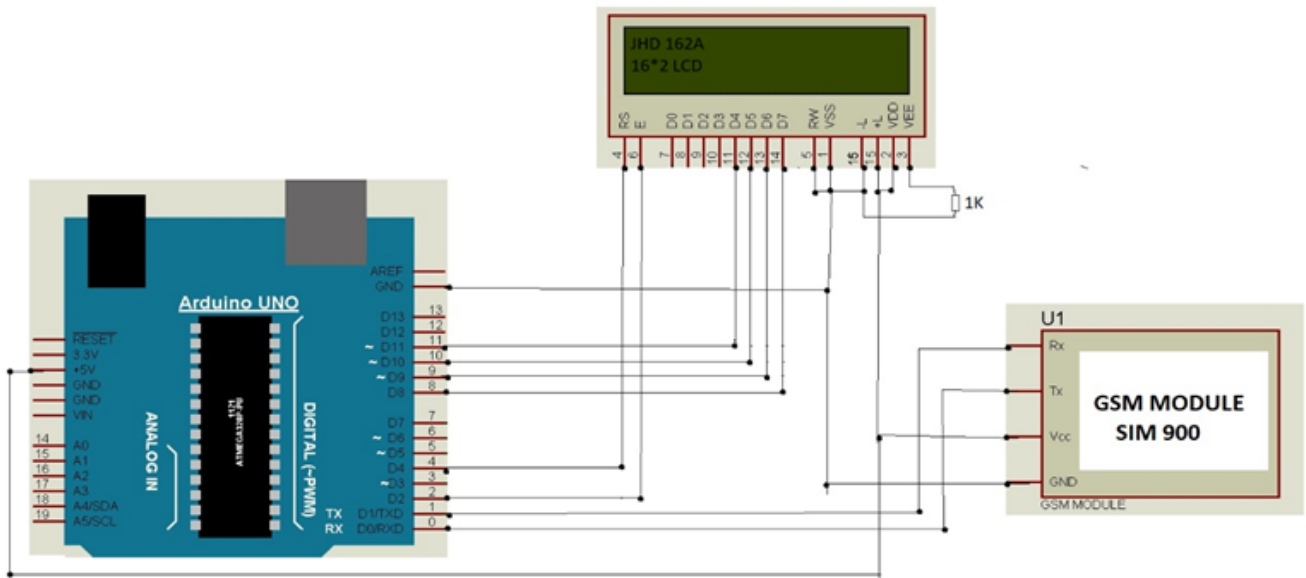 JHD 162A
16*2 LCD
RS
E
D0
D1
D2
D3
D4
D5
D6
D7
RW
VSS
-L
+L
VDD
VEE
4
6
7
8
9
10
11
12
13
14
5
1
15
2
3
1K
Arduino UNO
RESET
3.3V
+5V
GND
GND
VIN
14 A0
15 A1
16 A2
17 A3
18 A4/SDA
19 A5/SCL
ANALOG IN
1121
ATMEGA328P-PU
DIGITAL (~PWM)
AREF
GND
D13 13
D12 12
~ D11 11
~ D10 10
~ D9 9
D8 8
D7 7
~ D6 6
~ D5 5
D4 4
~ D3 3
D2 2
TX D1/TXD 1
RX D0/RXD 0
U1
Rx
Tx
Vcc
GND
GSM MODULE
SIM 900
GSM MODULE